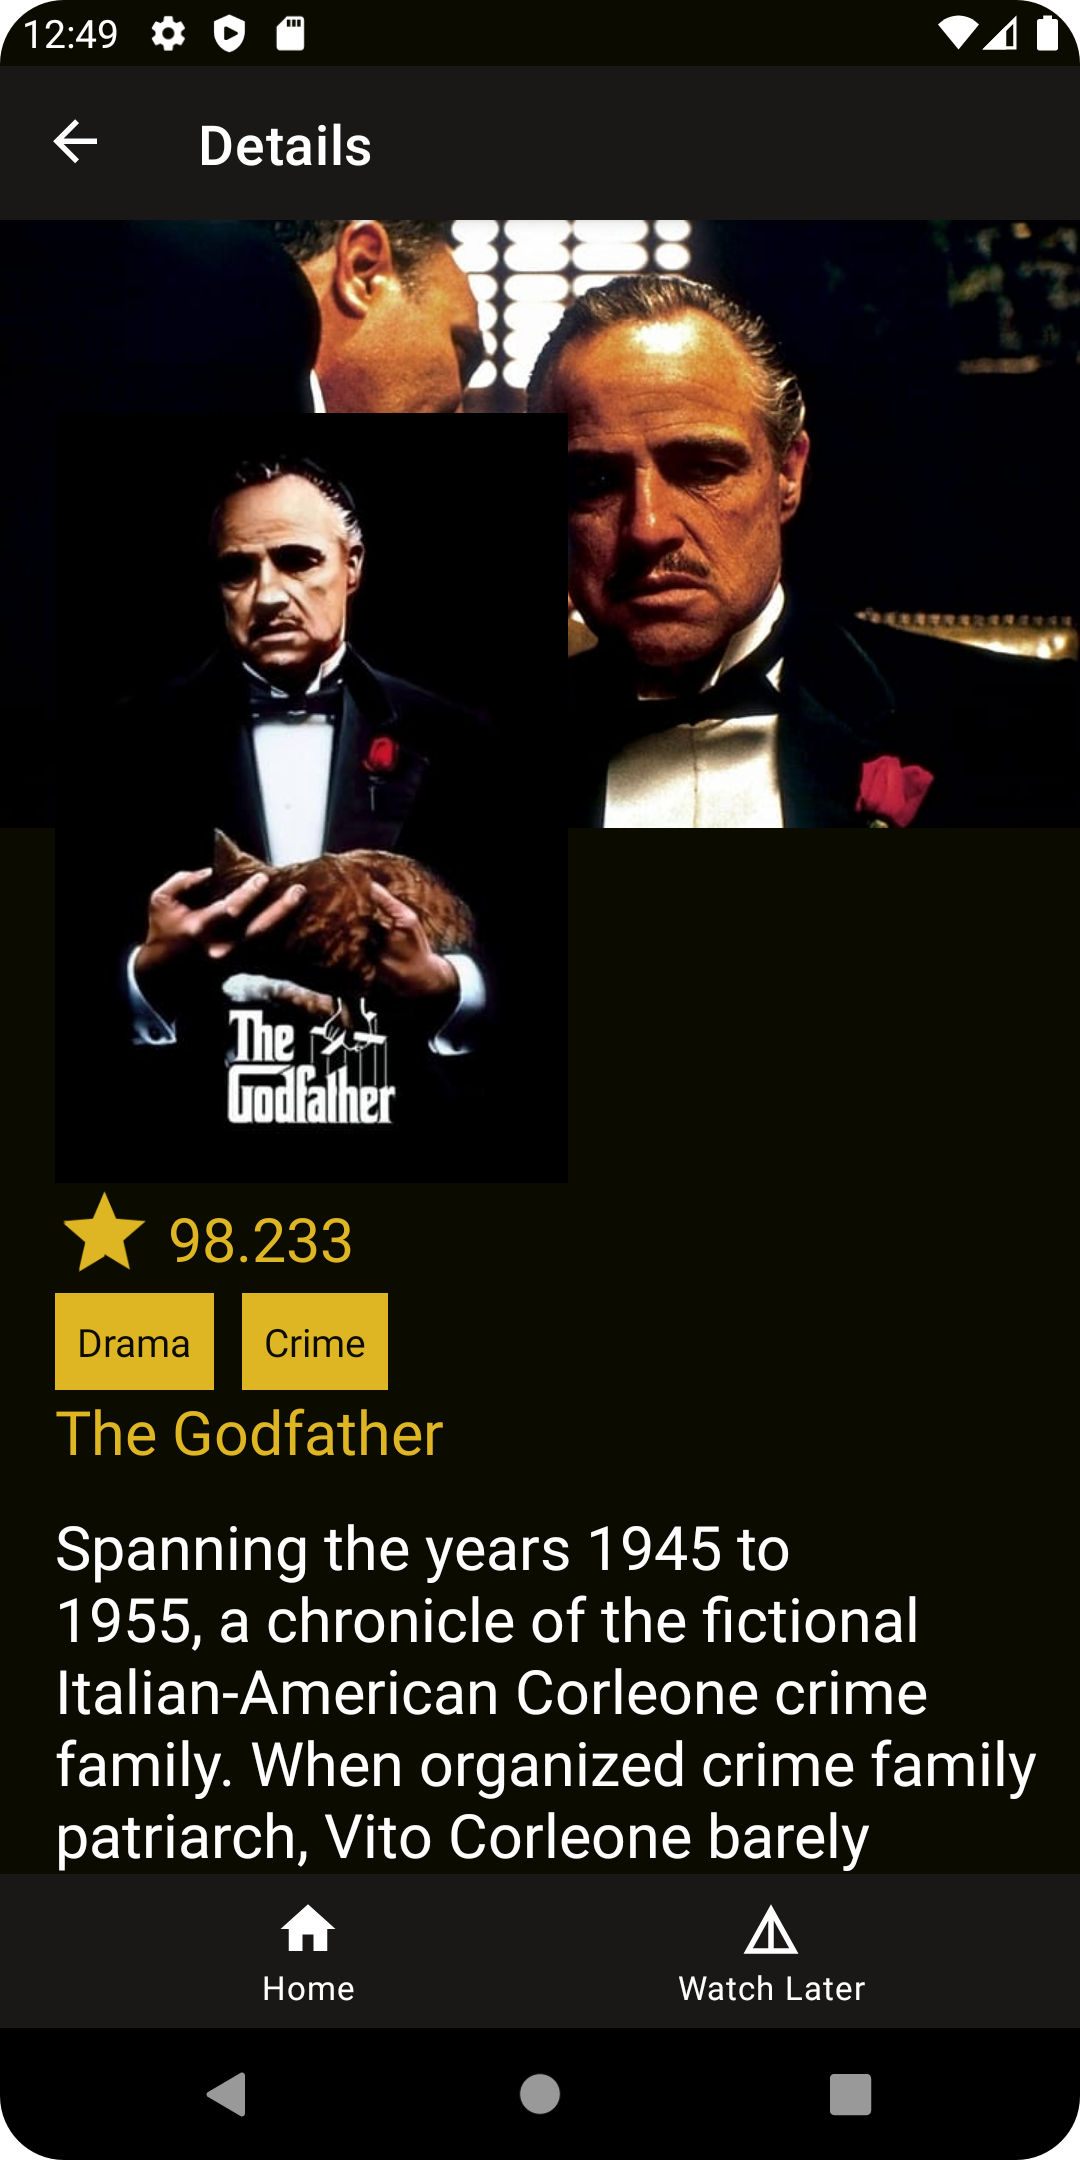 12:49
Details
The
Godfather
98.233
Drama Crime
The Godfather
Spanning the years 1945 to
1955, a chronicle of the fictional
Italian-American Corleone crime
family. When organized crime family
patriarch, Vito Corleone barely
Home Watch Later